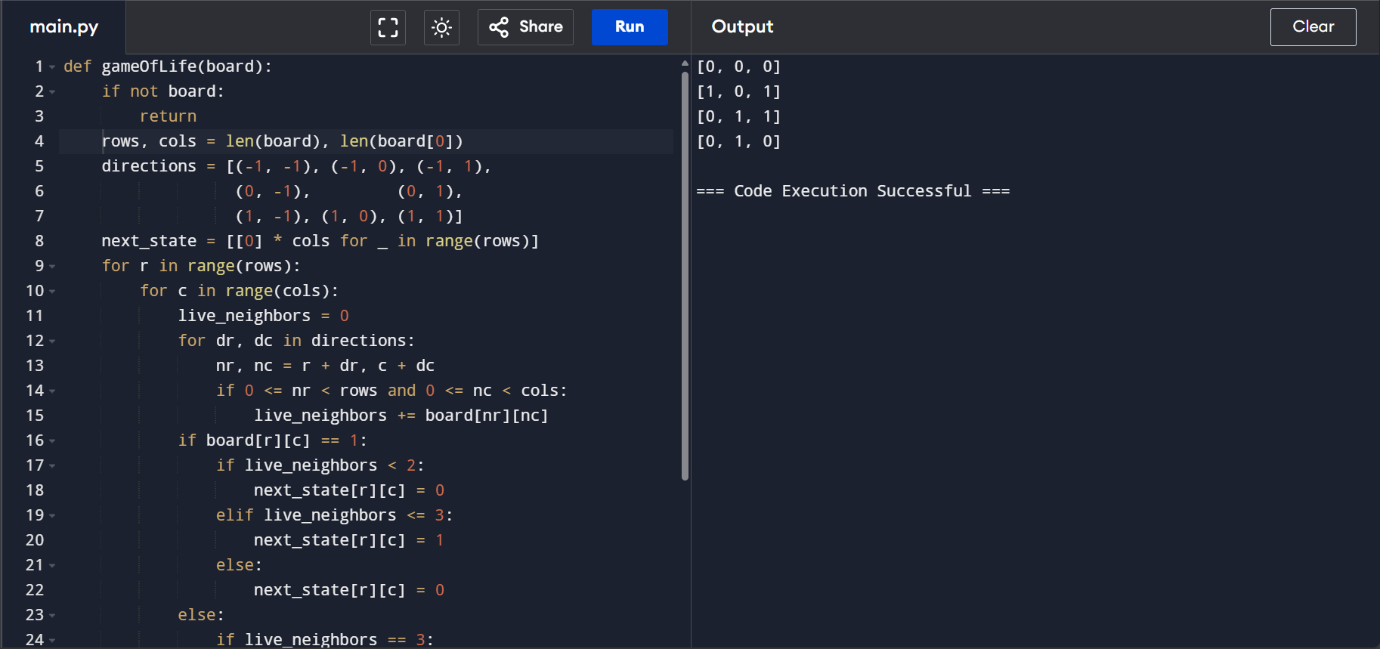 main.py
Share
Run
Output
Clear
1 def gameOfLife(board):
2     if not board:
3         return
4     rows, cols = len(board), len(board[0])
5     directions = [(-1, -1), (-1, 0), (-1, 1),
6                   (0, -1),         (0, 1),
7                   (1, -1), (1, 0), (1, 1)]
8     next_state = [[0] * cols for _ in range(rows)]
9     for r in range(rows):
10         for c in range(cols):
11             live_neighbors = 0
12             for dr, dc in directions:
13                 nr, nc = r + dr, c + dc
14                 if 0 <= nr < rows and 0 <= nc < cols:
15                     live_neighbors += board[nr][nc]
16             if board[r][c] == 1:
17                 if live_neighbors < 2:
18                     next_state[r][c] = 0
19                 elif live_neighbors <= 3:
20                     next_state[r][c] = 1
21                 else:
22                     next_state[r][c] = 0
23             else:
24                 if live_neighbors == 3:
[0, 0, 0]
[1, 0, 1]
[0, 1, 1]
[0, 1, 0]
=== Code Execution Successful ===